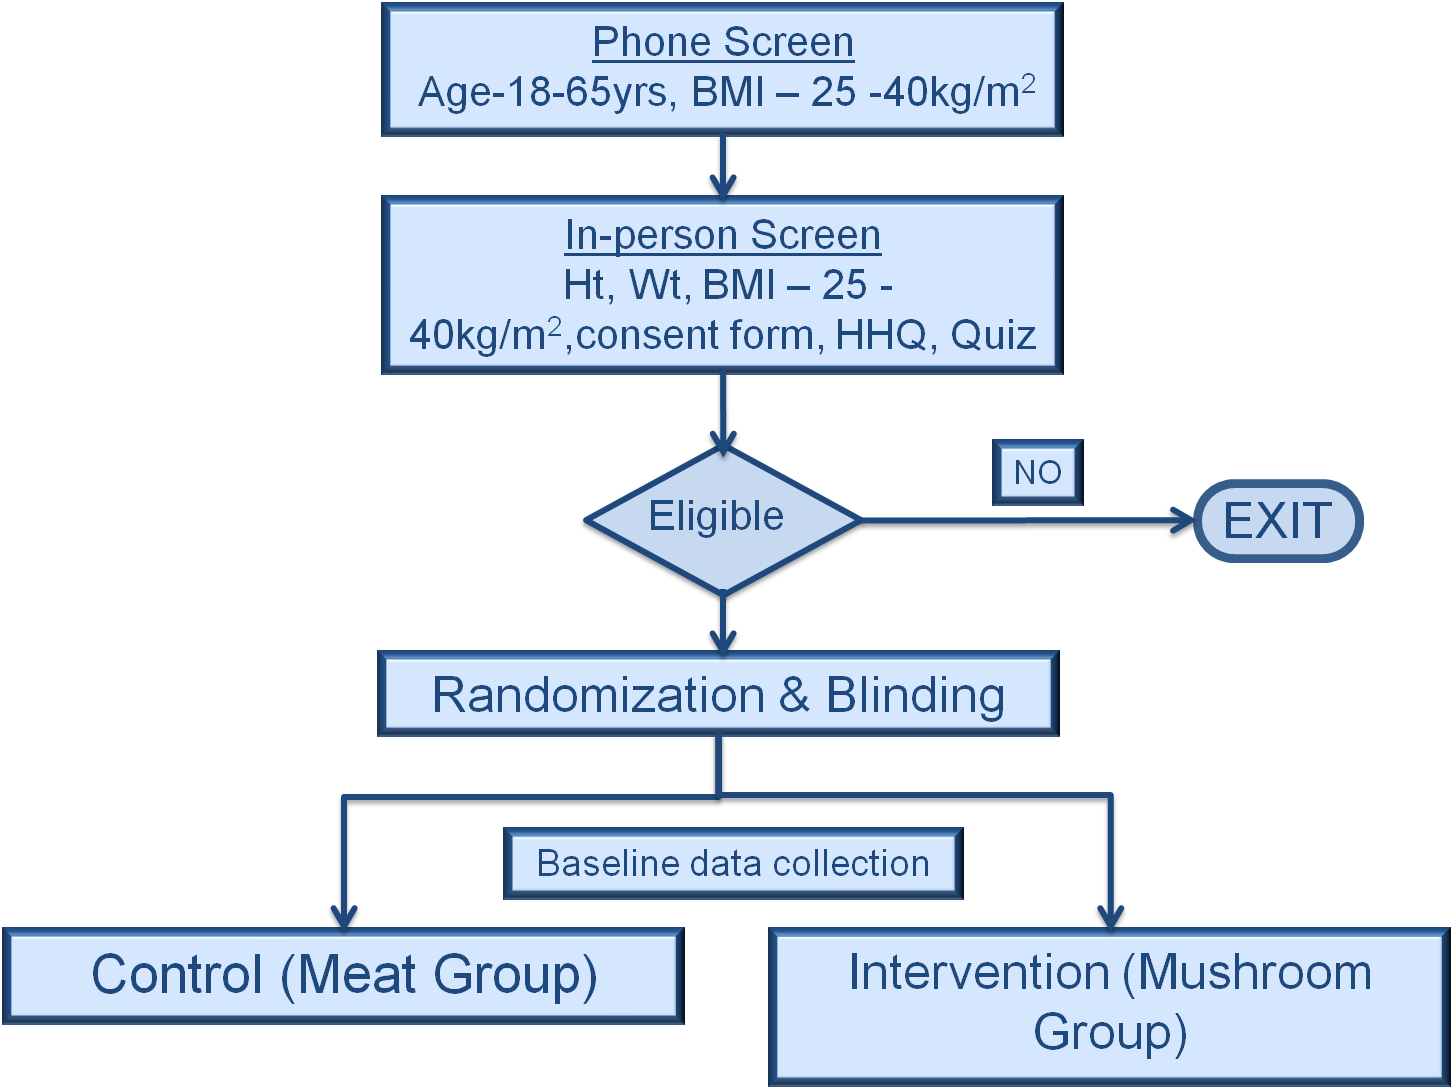 Phone Screen
Age-18-65yrs, BMI – 25 -40kg/m²
In-person Screen
Ht, Wt, BMI – 25 -
40kg/m²,consent form, HHQ, Quiz
Eligible
NO
EXIT
Randomization & Blinding
Baseline data collection
Control (Meat Group)
Intervention (Mushroom
Group)